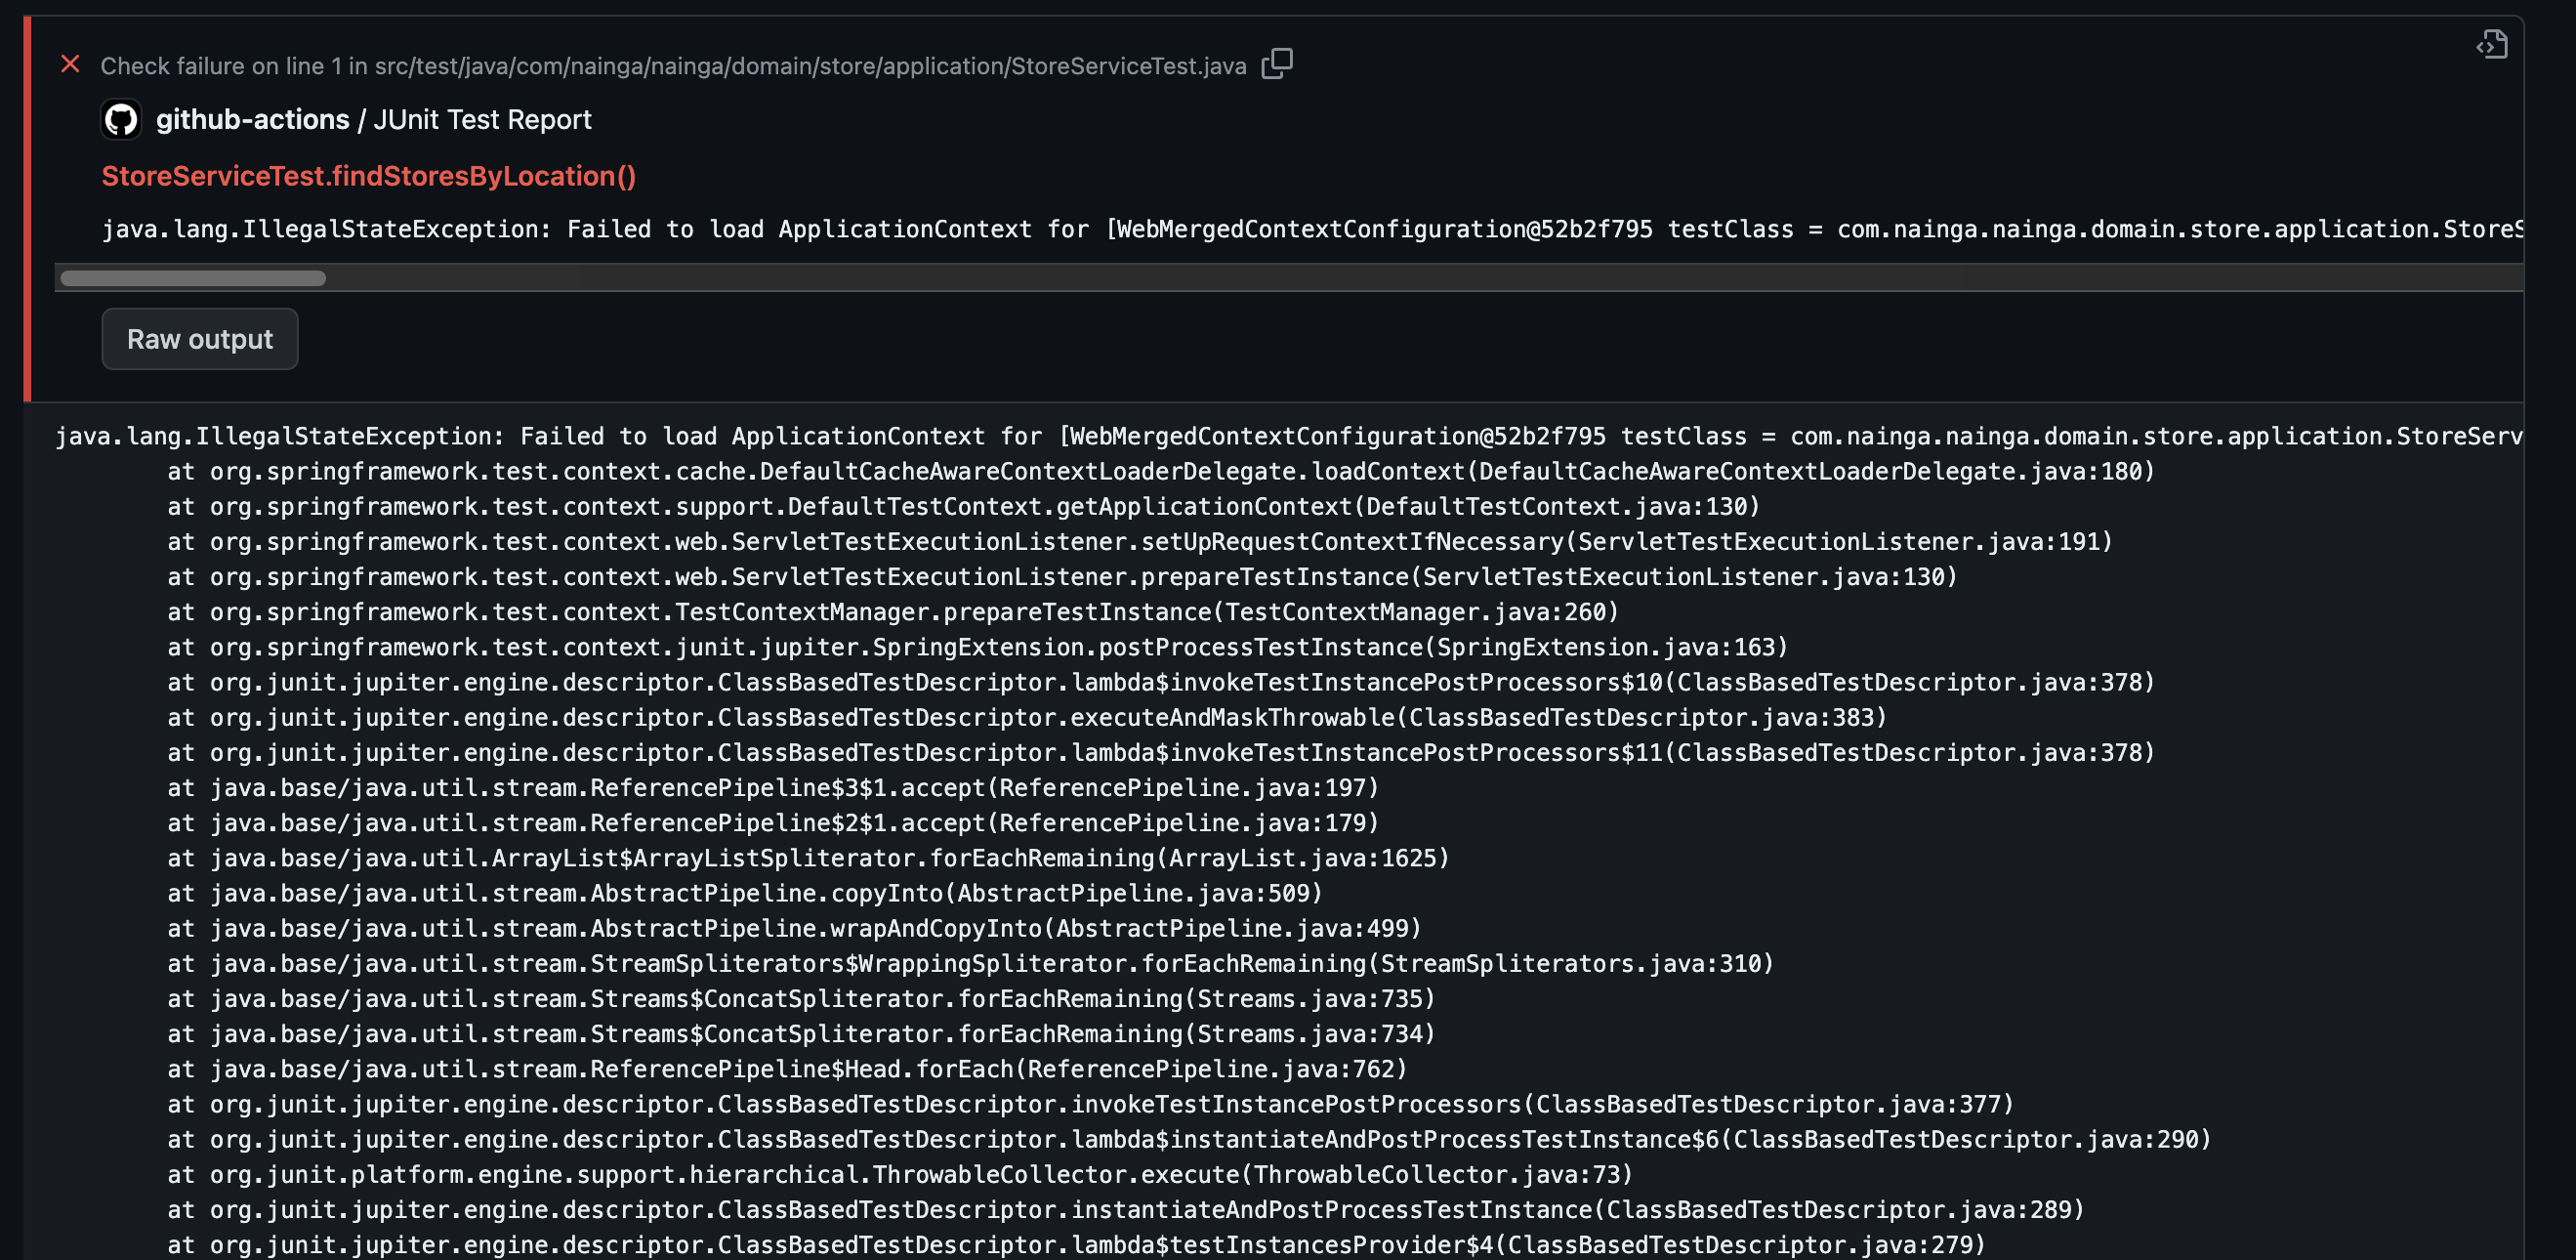 Check failure on line 1 in src/test/java/com/nainga/nainga/domain/store/application/StoreServiceTest.java
github-actions / JUnit Test Report
StoreServiceTest.findStoresByLocation()
java.lang.IllegalStateException: Failed to load ApplicationContext for [WebMergedContextConfiguration@52b2f795 testClass = com.nainga.nainga.domain.store.application.StoreS
Raw output
java.lang.IllegalStateException: Failed to load ApplicationContext for [WebMergedContextConfiguration@52b2f795 testClass = com.nainga.nainga.domain.store.application.StoreServ
at org.springframework.test.context.cache.DefaultCacheAwareContextLoaderDelegate.loadContext(DefaultCacheAwareContextLoaderDelegate.java:180)
at org.springframework.test.context.support.DefaultTestContext.getApplicationContext(DefaultTestContext.java:130)
at org.springframework.test.context.web.ServletTestExecutionListener.setUpRequestContextIfNecessary(ServletTestExecutionListener.java:191)
at org.springframework.test.context.web.ServletTestExecutionListener.prepareTestInstance(ServletTestExecutionListener.java:130)
at org.springframework.test.context.TestContextManager.prepareTestInstance(TestContextManager.java:260)
at org.springframework.test.context.junit.jupiter.SpringExtension.postProcessTestInstance(SpringExtension.java:163)
at org.junit.jupiter.engine.descriptor.ClassBasedTestDescriptor.lambda$invokeTestInstancePostProcessors$10(ClassBasedTestDescriptor.java:378)
at org.junit.jupiter.engine.descriptor.ClassBasedTestDescriptor.executeAndMaskThrowable(ClassBasedTestDescriptor.java:383)
at org.junit.jupiter.engine.descriptor.ClassBasedTestDescriptor.lambda$invokeTestInstancePostProcessors$11(ClassBasedTestDescriptor.java:378)
at java.base/java.util.stream.ReferencePipeline$3$1.accept(ReferencePipeline.java:197)
at java.base/java.util.stream.ReferencePipeline$2$1.accept(ReferencePipeline.java:179)
at java.base/java.util.ArrayList$ArrayListSpliterator.forEachRemaining(ArrayList.java:1625)
at java.base/java.util.stream.AbstractPipeline.copyInto(AbstractPipeline.java:509)
at java.base/java.util.stream.AbstractPipeline.wrapAndCopyInto(AbstractPipeline.java:499)
at java.base/java.util.stream.StreamSpliterators$WrappingSpliterator.forEachRemaining(StreamSpliterators.java:310)
at java.base/java.util.stream.Streams$ConcatSpliterator.forEachRemaining(Streams.java:735)
at java.base/java.util.stream.Streams$ConcatSpliterator.forEachRemaining(Streams.java:734)
at java.base/java.util.stream.ReferencePipeline$Head.forEach(ReferencePipeline.java:762)
at org.junit.jupiter.engine.descriptor.ClassBasedTestDescriptor.invokeTestInstancePostProcessors(ClassBasedTestDescriptor.java:377)
at org.junit.jupiter.engine.descriptor.ClassBasedTestDescriptor.lambda$instantiateAndPostProcessTestInstance$6(ClassBasedTestDescriptor.java:290)
at org.junit.platform.engine.support.hierarchical.ThrowableCollector.execute(ThrowableCollector.java:73)
at org.junit.jupiter.engine.descriptor.ClassBasedTestDescriptor.instantiateAndPostProcessTestInstance(ClassBasedTestDescriptor.java:289)
at org.junit.jupiter.engine.descriptor.ClassBasedTestDescriptor.lambda$testInstancesProvider$4(ClassBasedTestDescriptor.java:279)